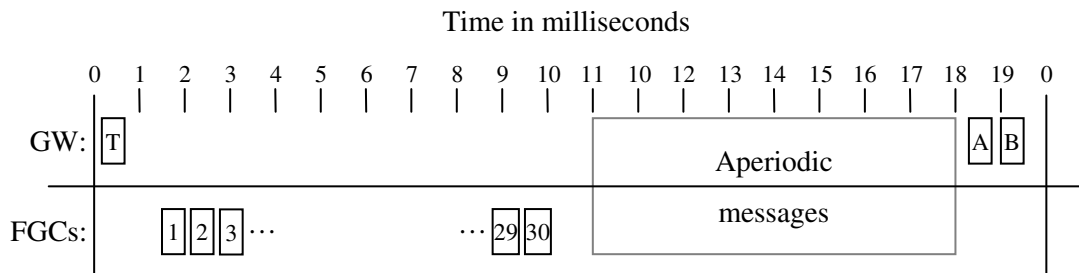 Time in milliseconds
0 1 2 3 4 5 6 7 8 9 10 11 10 12 13 14 15 16 17 18 19 0
GW: T A B
Aperiodic
messages
FGCs: 1 2 3 ··· ··· 29 30